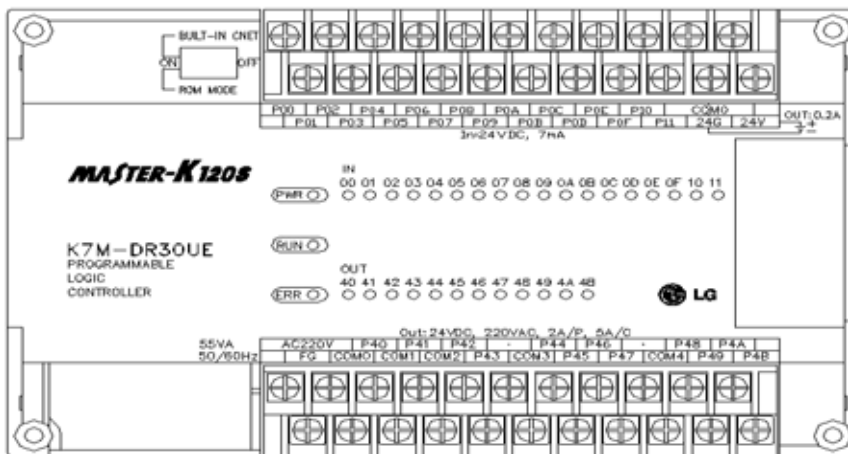 BUILT-IN CNET
ON OFF
ROM MODE
P00 P02 P04 P06 P08 P0A P0C P0E P10 COM0
P01 P03 P05 P07 P09 P0B P0D P0F P11 24G 24V
OUT:0.2A
+
-
In:24VDC, 7mA
MASTER-K120S
IN
00 01 02 03 04 05 06 07 08 09 0A 0B 0C 0D 0E 0F 10 11
PWR
K7M-DR30UE
PROGRAMMABLE
LOGIC
CONTROLLER
RUN
OUT
40 41 42 43 44 45 46 47 48 49 4A 4B
ERR
LG
Out:24VDC, 220VAC, 2A/P, 5A/C
55VA
50/60Hz
AC220V P40 P41 P42 · P44 P46 · P48 P4A
FG COM0 COM1 COM2 P43 COM3 P45 P47 COM4 P49 P4B